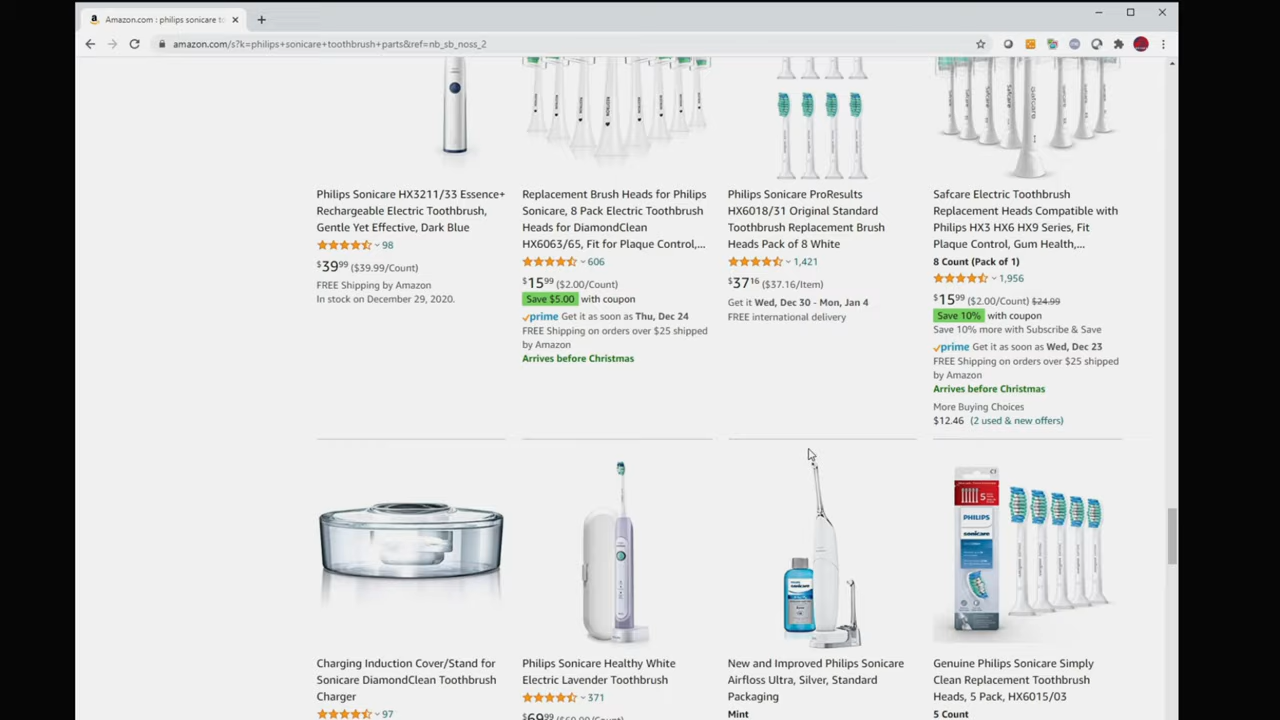 Amazon.com : philips sonicare to
amazon.com/s?k=philips+sonicare+toothbrush+parts&ref=nb_sb_noss_2
Philips Sonicare HX3211/33 Essence+
Rechargeable Electric Toothbrush,
Gentle Yet Effective, Dark Blue
98
$39⁹⁹ ($39.99/Count)
FREE Shipping by Amazon
In stock on December 29, 2020.
Replacement Brush Heads for Philips
Sonicare, 8 Pack Electric Toothbrush
Heads for DiamondClean
HX6063/65, Fit for Plaque Control,...
606
$15⁹⁹ ($2.00/Count)
Save $5.00 with coupon
prime Get it as soon as Thu, Dec 24
FREE Shipping on orders over $25 shipped
by Amazon
Arrives before Christmas
Philips Sonicare ProResults
HX6018/31 Original Standard
Toothbrush Replacement Brush
Heads Pack of 8 White
1,421
$37¹⁶ ($37.16/Item)
Get it Wed, Dec 30 - Mon, Jan 4
FREE international delivery
Safcare Electric Toothbrush
Replacement Heads Compatible with
Philips HX3 HX6 HX9 Series, Fit
Plaque Control, Gum Health,...
8 Count (Pack of 1)
1,956
$15⁹⁹ ($2.00/Count) $24.99
Save 10% with coupon
Save 10% more with Subscribe & Save
prime Get it as soon as Wed, Dec 23
FREE Shipping on orders over $25 shipped
by Amazon
Arrives before Christmas
More Buying Choices
$12.46 (2 used & new offers)
PHILIPS
sonicare
5
Charging Induction Cover/Stand for
Sonicare DiamondClean Toothbrush
Charger
97
Philips Sonicare Healthy White
Electric Lavender Toothbrush
371
$69⁹⁹ ($69.99/Count)
New and Improved Philips Sonicare
Airfloss Ultra, Silver, Standard
Packaging
Mint
Genuine Philips Sonicare Simply
Clean Replacement Toothbrush
Heads, 5 Pack, HX6015/03
5 Count